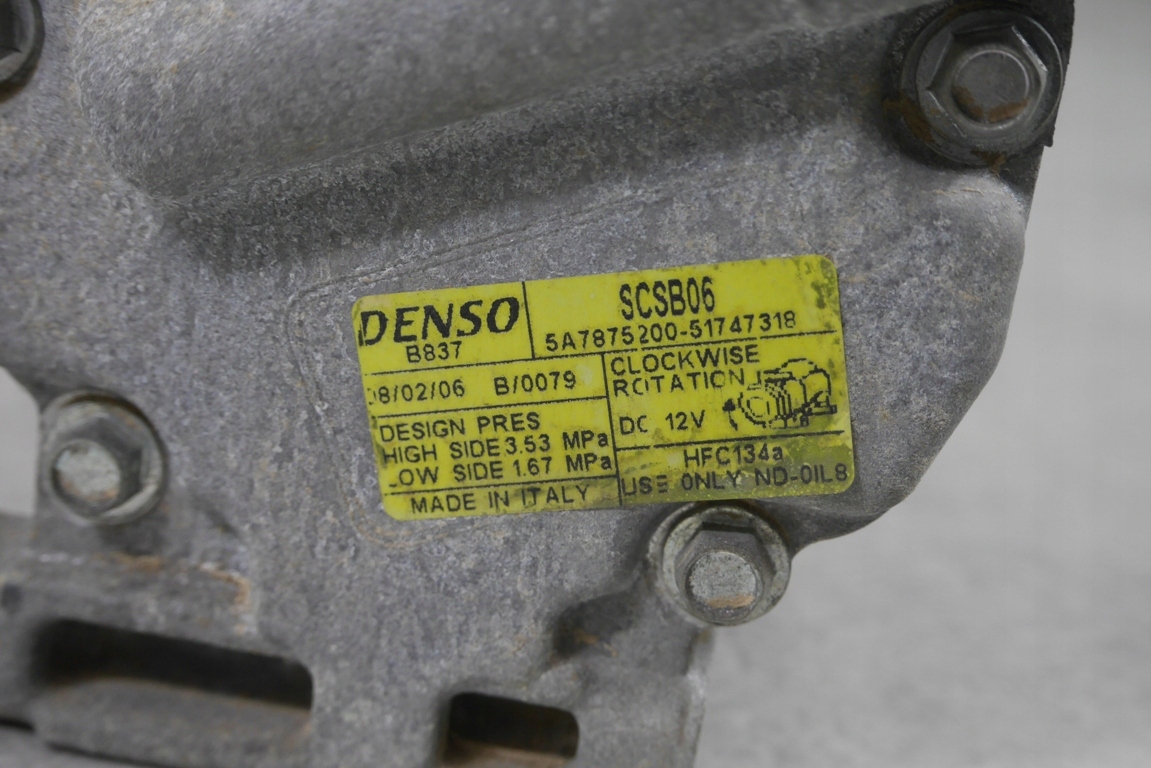 DENSO
B837
SCSB06
5A7875200-51747318
08/02/06 B/0079
CLOCKWISE
ROTATION
DC 12V
DESIGN PRES
HIGH SIDE 3.53 MPa
LOW SIDE 1.67 MPa
MADE IN ITALY
HFC134a
USE ONLY ND-OIL8